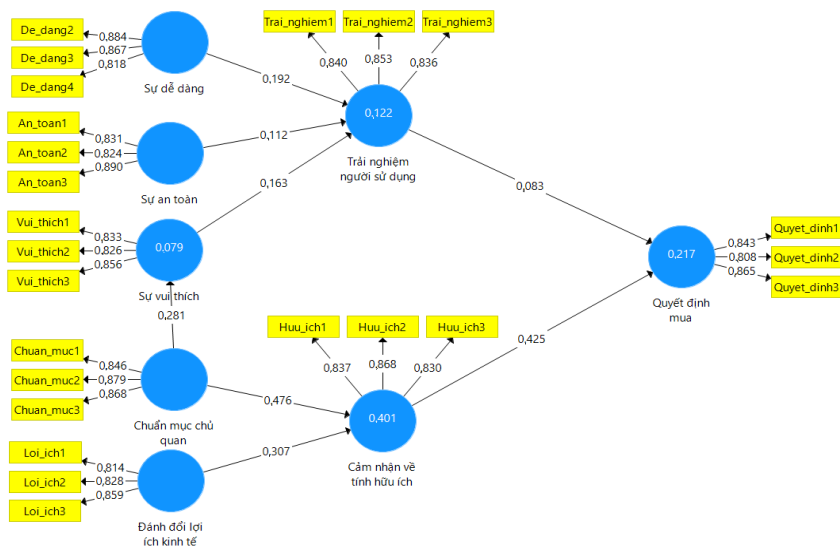 De_dang2
De_dang3
De_dang4
0,884
0,867
0,818
Sự dễ dàng
0,192
An_toan1
An_toan2
An_toan3
0,831
0,824
0,890
Sự an toàn
0,112
Vui_thich1
Vui_thich2
Vui_thich3
0,833
0,826
0,856
0,079
Sự vui thích
0,163
0,281
Chuan_muc1
Chuan_muc2
Chuan_muc3
0,846
0,879
0,868
Chuẩn mục chủ
quan
0,476
Loi_ich1
Loi_ich2
Loi_ich3
0,814
0,828
0,859
Đánh đổi lợi
ích kinh tế
0,307
Trai_nghiem1
Trai_nghiem2
Trai_nghiem3
0,840
0,853
0,836
0,122
Trải nghiệm
người sử dụng
0,083
Huu_ich1
Huu_ich2
Huu_ich3
0,837
0,868
0,830
0,401
Cảm nhận về
tính hữu ích
0,425
0,217
Quyết định
mua
0,843
0,808
0,865
Quyet_dinh1
Quyet_dinh2
Quyet_dinh3